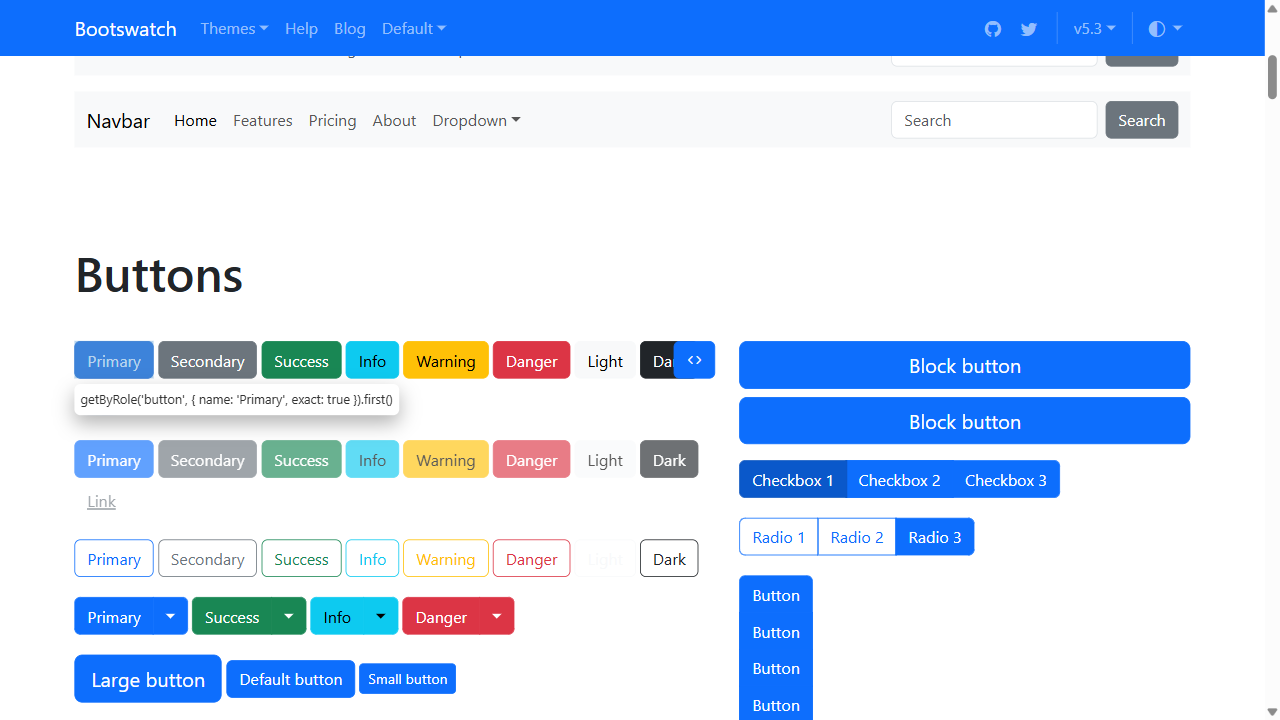 Bootswatch Themes Help Blog Default v5.3
Navbar Home Features Pricing About Dropdown Search Search
Buttons
Primary Secondary Success Info Warning Danger Light <>
getByRole('button', { name: 'Primary', exact: true }).first()
Primary Secondary Success Info Warning Danger Light Dark
Link
Primary Secondary Success Info Warning Danger Light Dark
Primary Success Info Danger
Large button Default button Small button
Block button
Block button
Checkbox 1 Checkbox 2 Checkbox 3
Radio 1 Radio 2 Radio 3
Button
Button
Button
Button